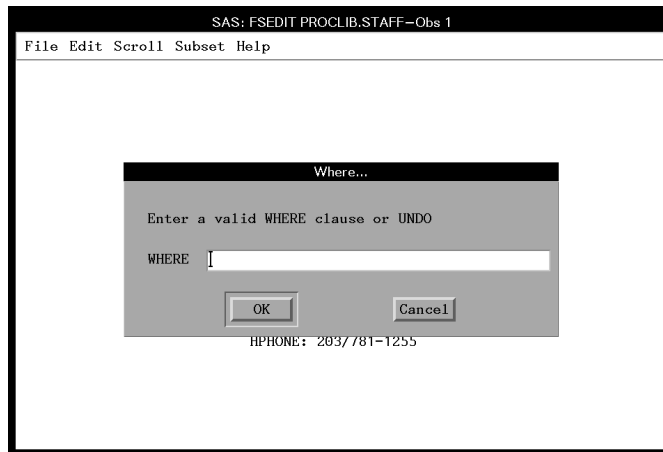 SAS: FSEDIT PROCLIB.STAFF−Obs 1
File Edit Scroll Subset Help
Where...
Enter a valid WHERE clause or UNDO
WHERE
OK Cancel
HPHONE: 203/781−1255